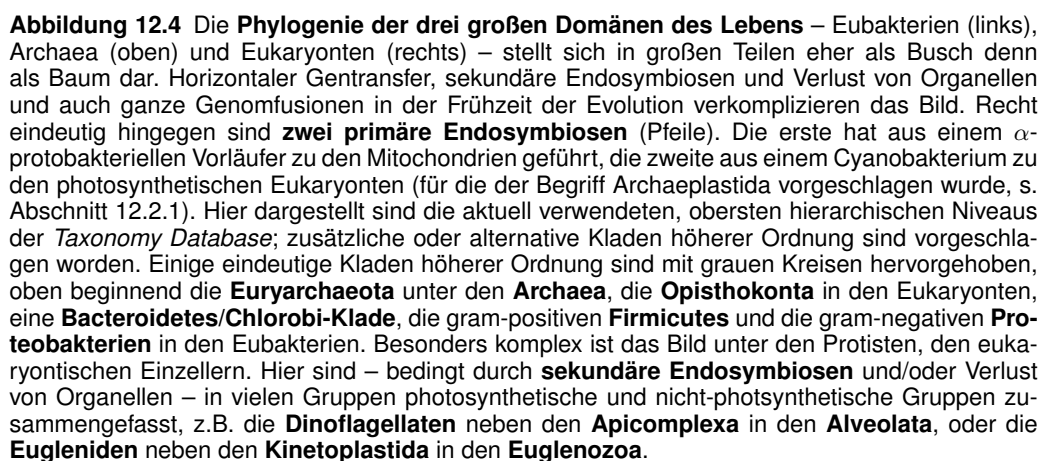 Abbildung 12.4 Die Phylogenie der drei großen Domänen des Lebens – Eubakterien (links),
Archaea (oben) und Eukaryonten (rechts) – stellt sich in großen Teilen eher als Busch denn
als Baum dar. Horizontaler Gentransfer, sekundäre Endosymbiosen und Verlust von Organellen
und auch ganze Genomfusionen in der Frühzeit der Evolution verkomplizieren das Bild. Recht
eindeutig hingegen sind zwei primäre Endosymbiosen (Pfeile). Die erste hat aus einem α-
protobakteriellen Vorläufer zu den Mitochondrien geführt, die zweite aus einem Cyanobakterium zu
den photosynthetischen Eukaryonten (für die der Begriff Archaeplastida vorgeschlagen wurde, s.
Abschnitt 12.2.1). Hier dargestellt sind die aktuell verwendeten, obersten hierarchischen Niveaus
der Taxonomy Database; zusätzliche oder alternative Kladen höherer Ordnung sind vorgeschla-
gen worden. Einige eindeutige Kladen höherer Ordnung sind mit grauen Kreisen hervorgehoben,
oben beginnend die Euryarchaeota unter den Archaea, die Opisthokonta in den Eukaryonten,
eine Bacteroidetes/Chlorobi-Klade, die gram-positiven Firmicutes und die gram-negativen Pro-
teobakterien in den Eubakterien. Besonders komplex ist das Bild unter den Protisten, den euka-
ryontischen Einzellern. Hier sind – bedingt durch sekundäre Endosymbiosen und/oder Verlust
von Organellen – in vielen Gruppen photosynthetische und nicht-photsynthetische Gruppen zu-
sammengefasst, z.B. die Dinoflagellaten neben den Apicomplexa in den Alveolata, oder die
Eugleniden neben den Kinetoplastida in den Euglenozoa.